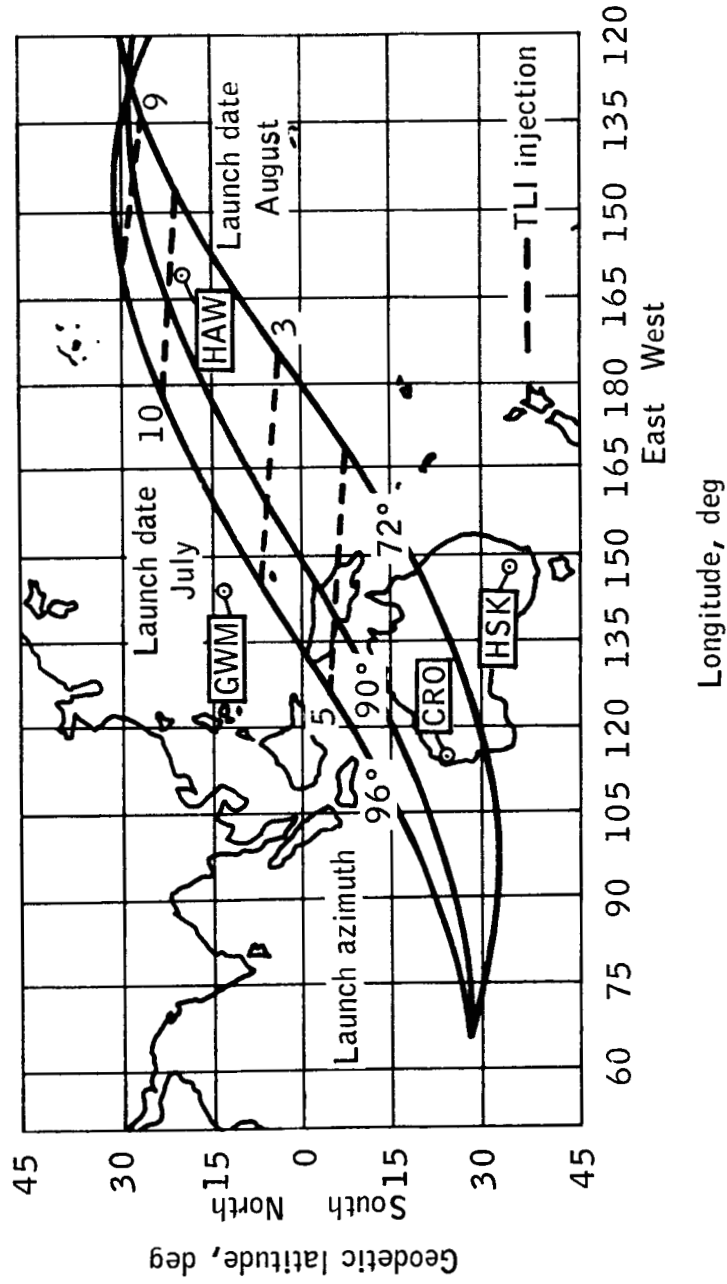 45
30
15
0
15
30
45
North
South
Geodetic latitude, deg
Launch date
July
Launch date
August
10
9
3
5
GWM
HAW
CRO
HSK
Launch azimuth
96°
90°
72°
TLI injection
60
75
90
105
120
135
150
165
180
165
150
135
120
East West
Longitude, deg